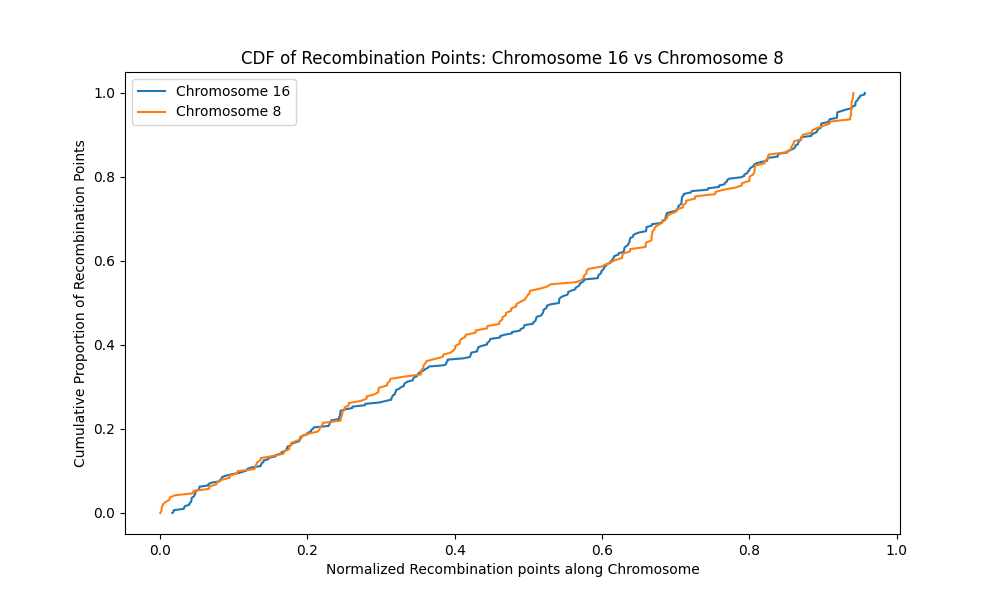 CDF of Recombination Points: Chromosome 16 vs Chromosome 8
Chromosome 16
Chromosome 8
1.0
0.8
0.6
0.4
0.2
0.0
Cumulative Proportion of Recombination Points
0.0 0.2 0.4 0.6 0.8 1.0
Normalized Recombination points along Chromosome